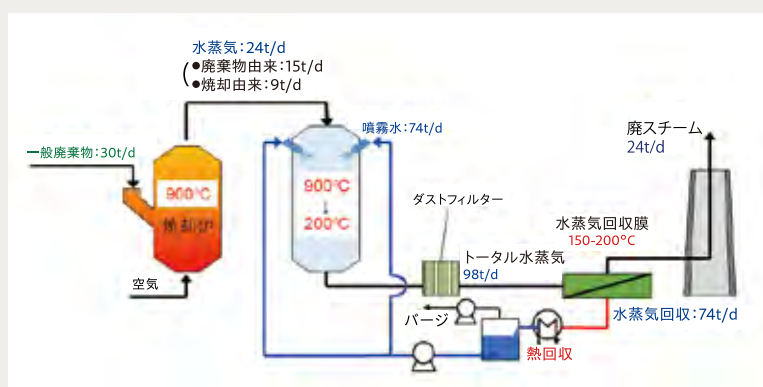 水蒸気:24t/d
●廃棄物由来:15t/d
●焼却由来:9t/d
噴霧水:74t/d
廃スチーム
24t/d
一般廃棄物:30t/d
900℃
焼却炉
900℃
↓
200℃
ダストフィルター
水蒸気回収膜
150-200°C
トータル水蒸気
98t/d
空気
パージ
水蒸気回収:74t/d
熱回収